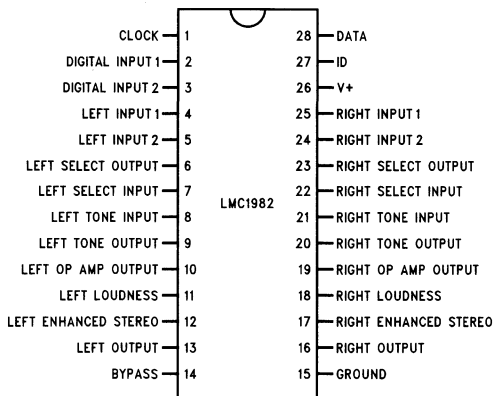 CLOCK 1 28 DATA
DIGITAL INPUT 1 2 27 ID
DIGITAL INPUT 2 3 26 V+
LEFT INPUT 1 4 25 RIGHT INPUT 1
LEFT INPUT 2 5 24 RIGHT INPUT 2
LEFT SELECT OUTPUT 6 23 RIGHT SELECT OUTPUT
LEFT SELECT INPUT 7 22 RIGHT SELECT INPUT
LMC1982
LEFT TONE INPUT 8 21 RIGHT TONE INPUT
LEFT TONE OUTPUT 9 20 RIGHT TONE OUTPUT
LEFT OP AMP OUTPUT 10 19 RIGHT OP AMP OUTPUT
LEFT LOUDNESS 11 18 RIGHT LOUDNESS
LEFT ENHANCED STEREO 12 17 RIGHT ENHANCED STEREO
LEFT OUTPUT 13 16 RIGHT OUTPUT
BYPASS 14 15 GROUND